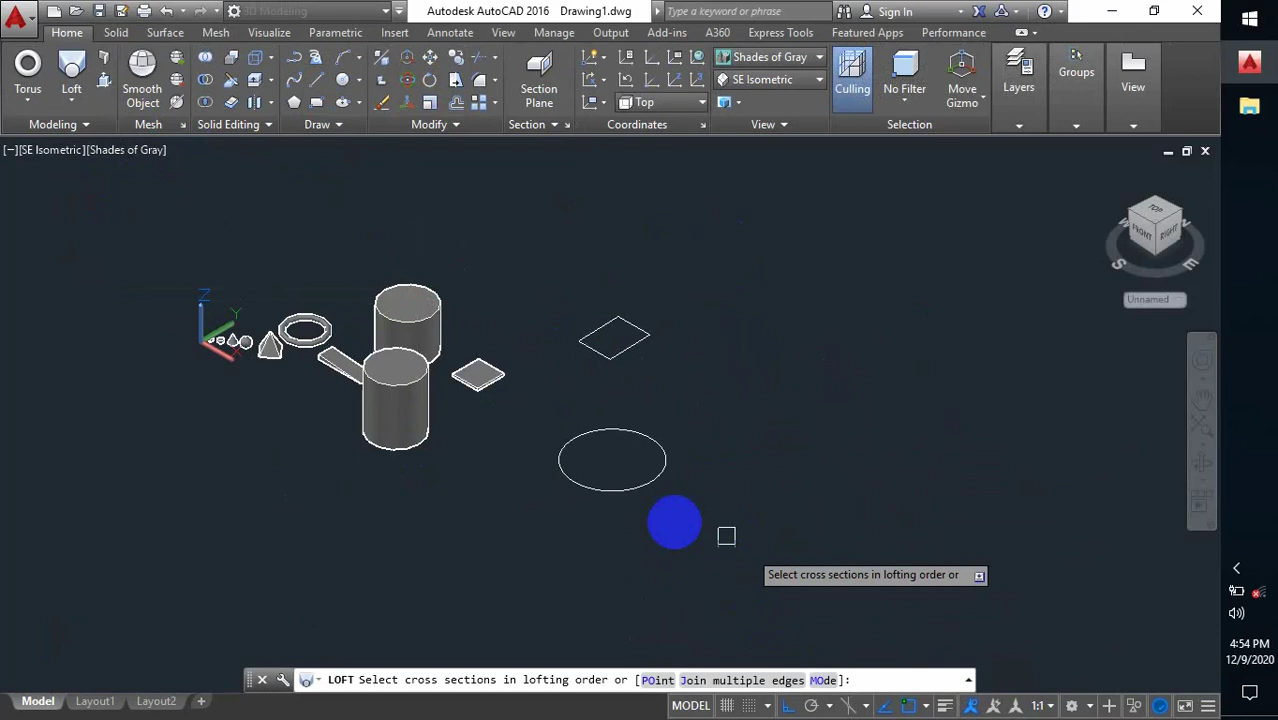 3D Modeling
Autodesk AutoCAD 2016 Drawing1.dwg
Type a keyword or phrase
Sign In
Home Solid Surface Mesh Visualize Parametric Insert Annotate View Manage Output Add-ins A360 Express Tools Featured Apps Performance
Torus
Loft
Smooth
Object
Section
Plane
Shades of Gray
SE Isometric
Top
Culling
No Filter
Move
Gizmo
Layers
Groups
View
Modeling
Mesh
Solid Editing
Draw
Modify
Section
Coordinates
View
Selection
[−][SE Isometric][Shades of Gray]
TOP
FRONT
RIGHT
W
N
S
E
Unnamed
Z
Y
X
Select cross sections in lofting order or
LOFT Select cross sections in lofting order or [POint Join multiple edges MOde]:
Model Layout1 Layout2 +
MODEL
1:1
4:54 PM
12/9/2020